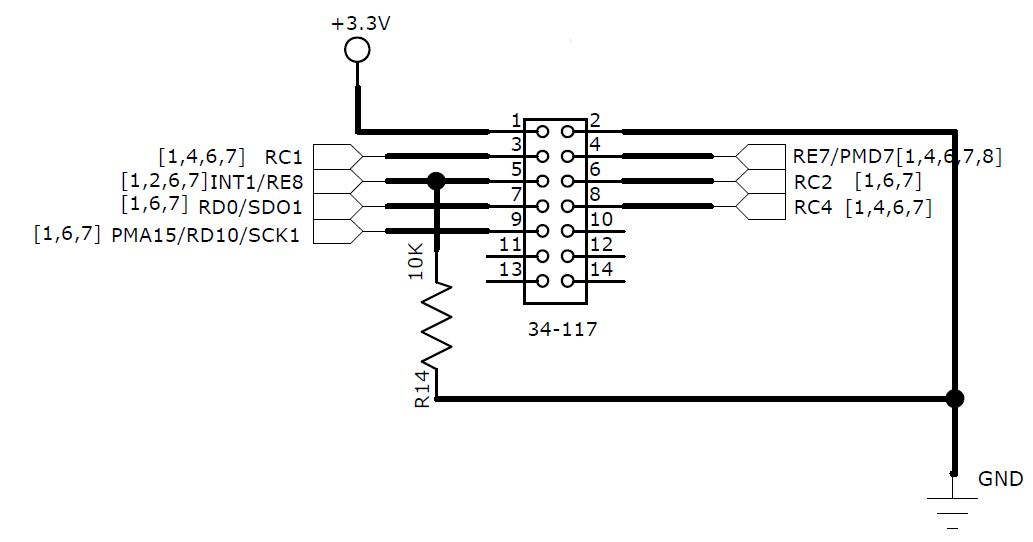 +3.3V
1 2
[1,4,6,7] RC1 3 4 RE7/PMD7[1,4,6,7,8]
[1,2,6,7]INT1/RE8 5 6 RC2 [1,6,7]
[1,6,7] RD0/SDO1 7 8 RC4 [1,4,6,7]
[1,6,7] PMA15/RD10/SCK1 9 10
11 12
13 14
10K
34-117
R14
GND